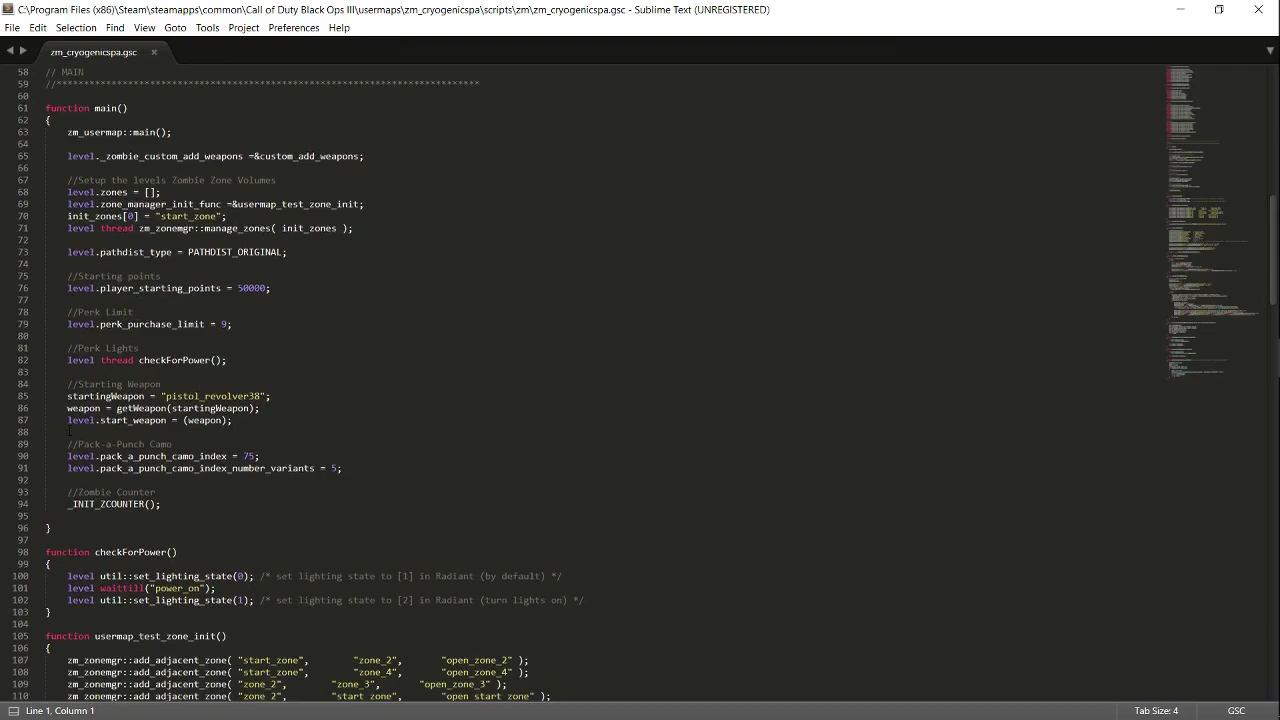 C:\Program Files (x86)\Steam\steamapps\common\Call of Duty Black Ops III\usermaps\zm_cryogenicspa\scripts\zm\zm_cryogenicspa.gsc - Sublime Text (UNREGISTERED)
File Edit Selection Find View Goto Tools Project Preferences Help
zm_cryogenicspa.gsc
58 // MAIN
59 //*****************************************************************************
60
61 function main()
62 {
63 zm_usermap::main();
64
65 level._zombie_custom_add_weapons =&custom_add_weapons;
66
67 //Setup the levels Zombie Zone Volumes
68 level.zones = [];
69 level.zone_manager_init_func =&usermap_test_zone_init;
70 init_zones[0] = "start_zone";
71 level thread zm_zonemgr::manage_zones( init_zones );
72
73 level.pathdist_type = PATHDIST_ORIGINAL;
74
75 //Starting points
76 level.player_starting_points = 50000;
77
78 //Perk Limit
79 level.perk_purchase_limit = 9;
80
81 //Perk Lights
82 level thread checkForPower();
83
84 //Starting Weapon
85 startingWeapon = "pistol_revolver38";
86 weapon = getWeapon(startingWeapon);
87 level.start_weapon = (weapon);
88
89 //Pack-a-Punch Camo
90 level.pack_a_punch_camo_index = 75;
91 level.pack_a_punch_camo_index_number_variants = 5;
92
93 //Zombie Counter
94 _INIT_ZCOUNTER();
95
96 }
97
98 function checkForPower()
99 {
100 level util::set_lighting_state(0); /* set lighting state to [1] in Radiant (by default) */
101 level waittill("power_on");
102 level util::set_lighting_state(1); /* set lighting state to [2] in Radiant (turn lights on) */
103 }
104
105 function usermap_test_zone_init()
106 {
107 zm_zonemgr::add_adjacent_zone( "start_zone", "zone_2", "open_zone_2" );
108 zm_zonemgr::add_adjacent_zone( "start_zone", "zone_4", "open_zone_4" );
109 zm_zonemgr::add_adjacent_zone( "zone_2", "zone_3", "open_zone_3" );
110 zm_zonemgr::add_adjacent_zone( "zone_2", "start_zone", "open_start_zone" );
Line 1, Column 1 Tab Size: 4 GSC